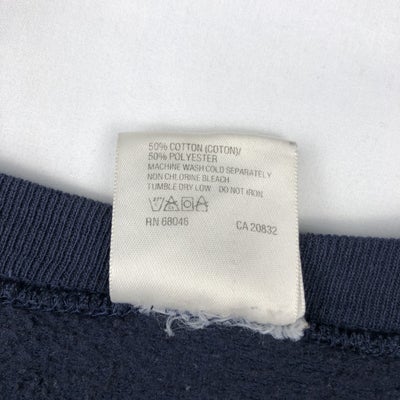 50% COTTON (COTON)/
50% POLYESTER
MACHINE WASH COLD SEPARATELY
NON CHLORINE BLEACH
TUMBLE DRY LOW   DO NOT IRON
RN 68046   CA 20832